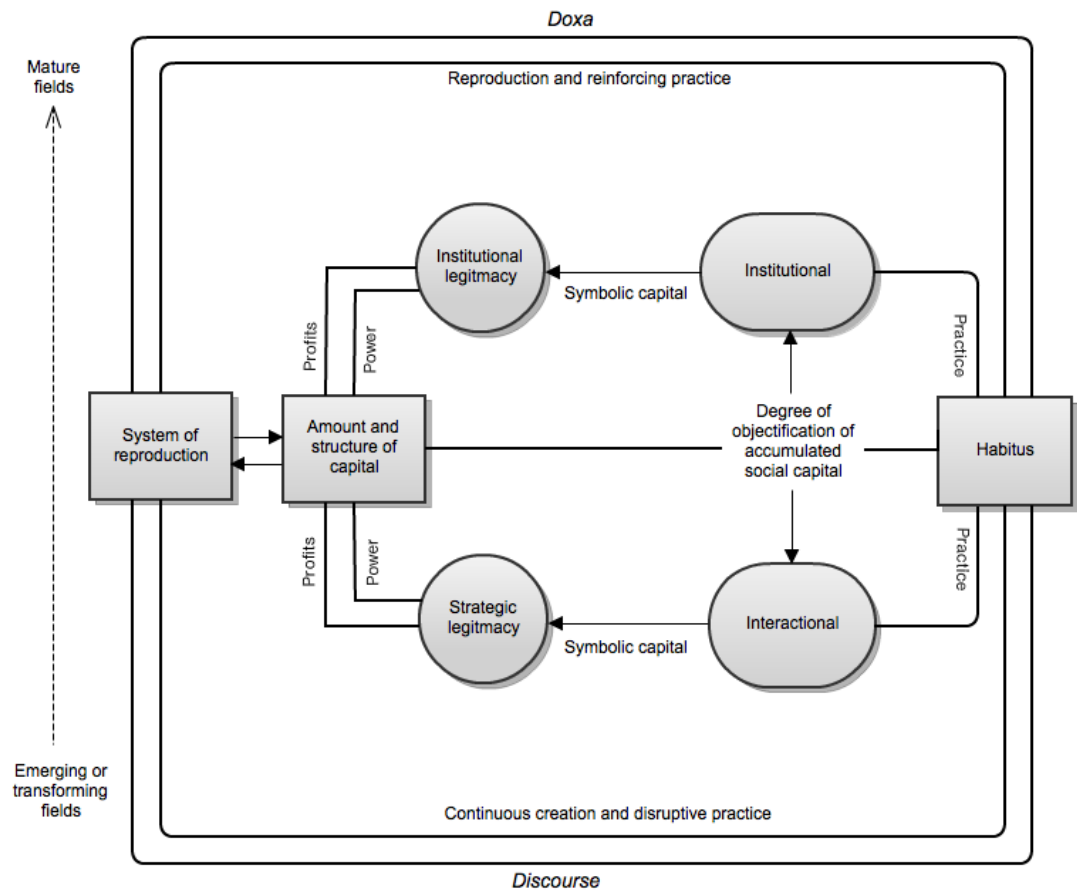 Doxa
Mature
fields
Reproduction and reinforcing practice
Institutional
legitmacy
Institutional
Symbolic capital
Profits
Power
Practice
System of
reproduction
Amount and
structure of
capital
Degree of
objectification of
accumulated
social capital
Habitus
Profits
Power
Practice
Strategic
legitmacy
Interactional
Symbolic capital
Emerging or
transforming
fields
Continuous creation and disruptive practice
Discourse